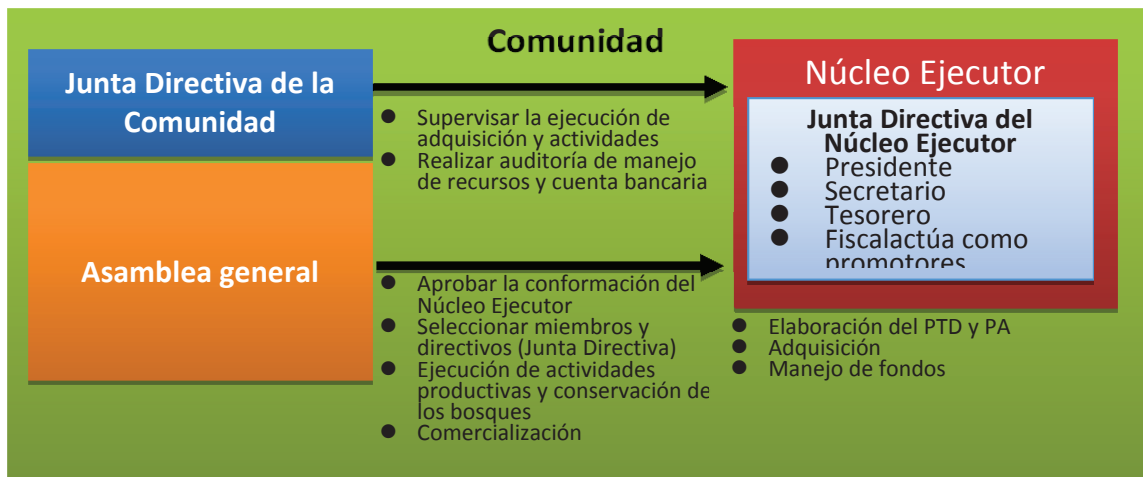 Comunidad
Junta Directiva de la
Comunidad
● Supervisar la ejecución de
adquisición y actividades
● Realizar auditoría de manejo
de recursos y cuenta bancaria
Asamblea general
● Aprobar la conformación del
Núcleo Ejecutor
● Seleccionar miembros y
directivos (Junta Directiva)
● Ejecución de actividades
productivas y conservación de
los bosques
● Comercialización
Núcleo Ejecutor
Junta Directiva del
Núcleo Ejecutor
● Presidente
● Secretario
● Tesorero
● Fiscalactúa como
promotores
● Elaboración del PTD y PA
● Adquisición
● Manejo de fondos